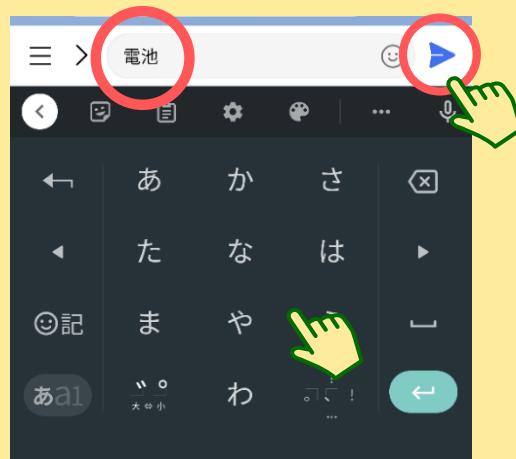 電池
あ か さ
た な は
記 ま や
あa1 大⇔小 わ 。、!
…